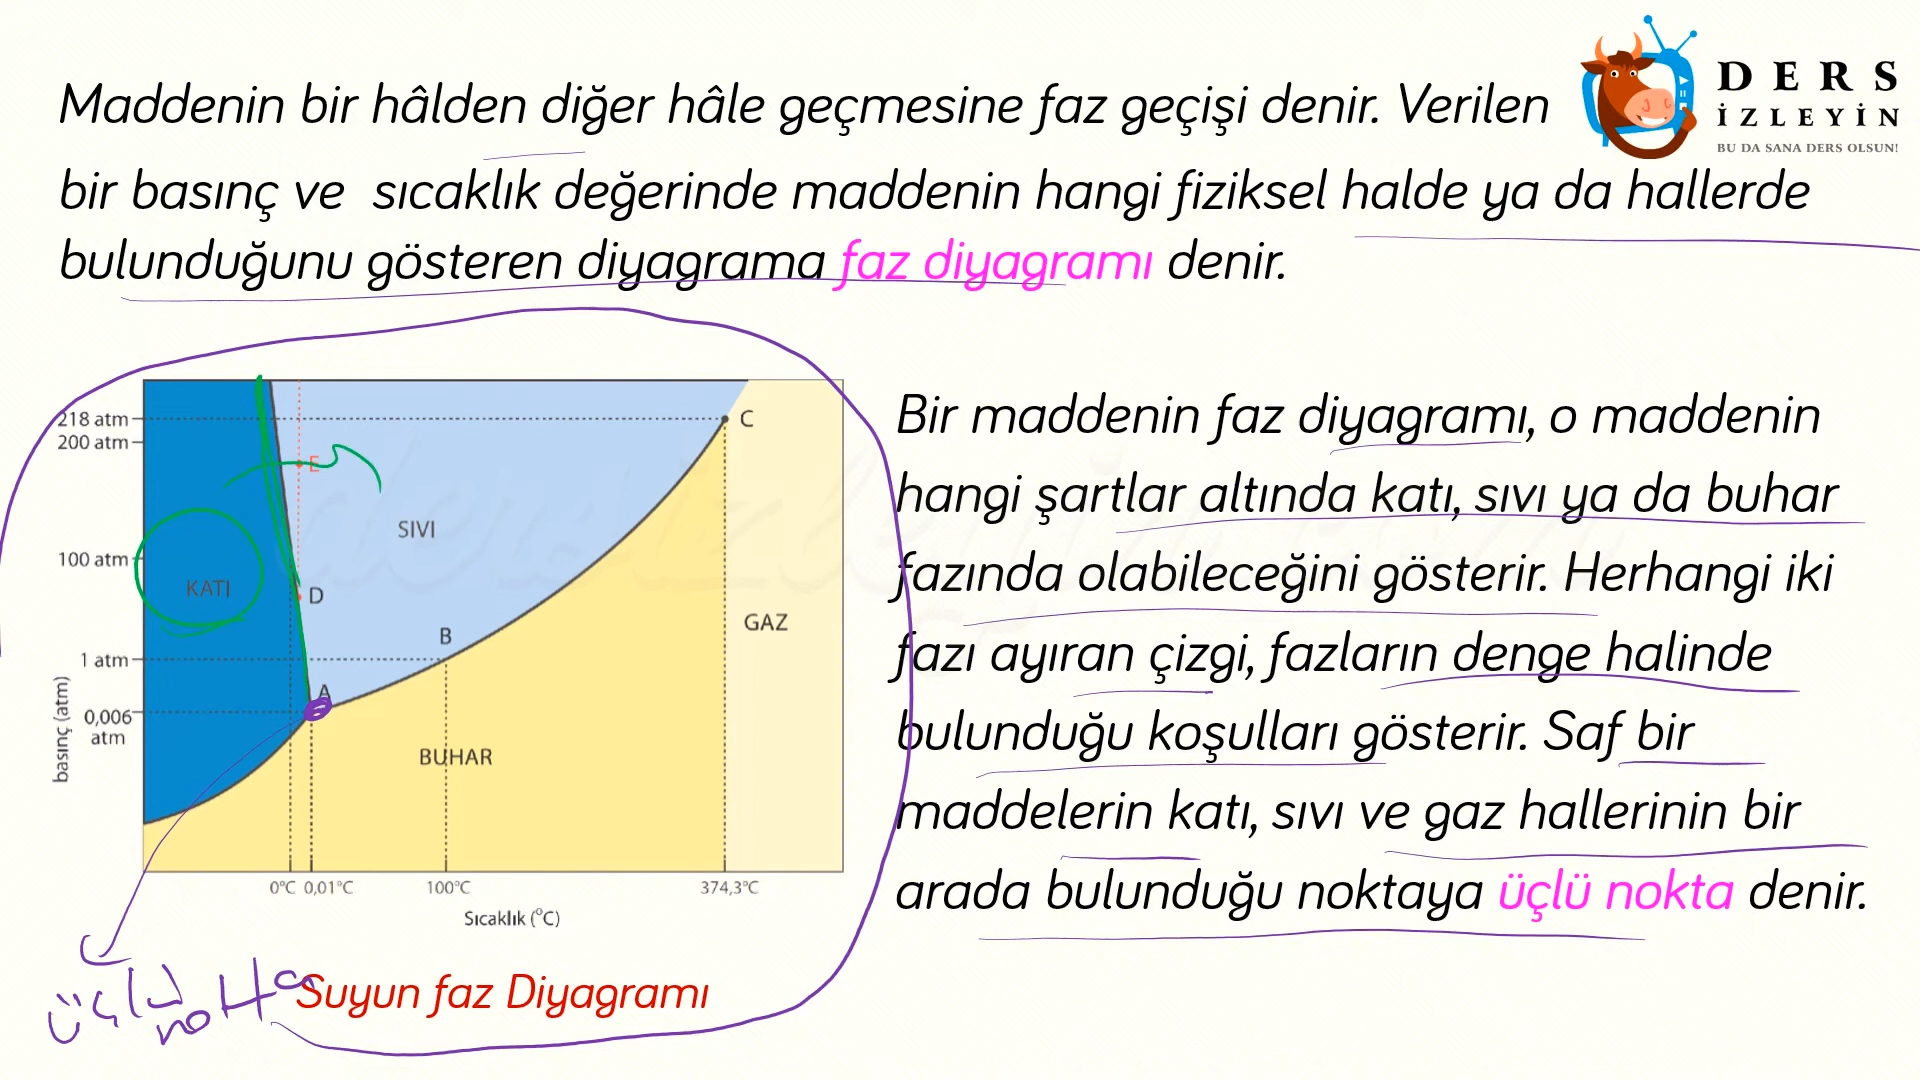 Maddenin bir hâlden diğer hâle geçmesine faz geçişi denir. Verilen
bir basınç ve sıcaklık değerinde maddenin hangi fiziksel halde ya da hallerde
bulunduğunu gösteren diyagrama faz diyagramı denir.
DERS
İZLEYİN
BU DA SANA DERS OLSUN!
218 atm
200 atm
100 atm
1 atm
0,006
atm
basınç (atm)
C
E
SIVI
KATI
D
GAZ
B
A
BUHAR
0°C 0,01°C 100°C 374,3°C
Sıcaklık (°C)
üçlü
nokta
Suyun faz Diyagramı
Bir maddenin faz diyagramı, o maddenin
hangi şartlar altında katı, sıvı ya da buhar
fazında olabileceğini gösterir. Herhangi iki
fazı ayıran çizgi, fazların denge halinde
bulunduğu koşulları gösterir. Saf bir
maddelerin katı, sıvı ve gaz hallerinin bir
arada bulunduğu noktaya üçlü nokta denir.